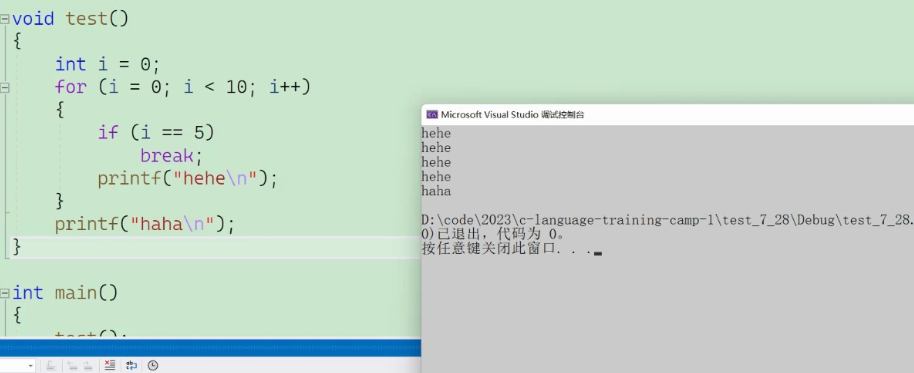 void test()
{
int i = 0;
for (i = 0; i < 10; i++)
{
if (i == 5)
break;
printf("hehe\n");
}
printf("haha\n");
}
int main()
{
test();
Microsoft Visual Studio 调试控制台
hehe
hehe
hehe
hehe
haha
D:\code\2023\c-language-training-camp-1\test_7_28\Debug\test_7_28.
0)已退出，代码为 0。
按任意键关闭此窗口. . .